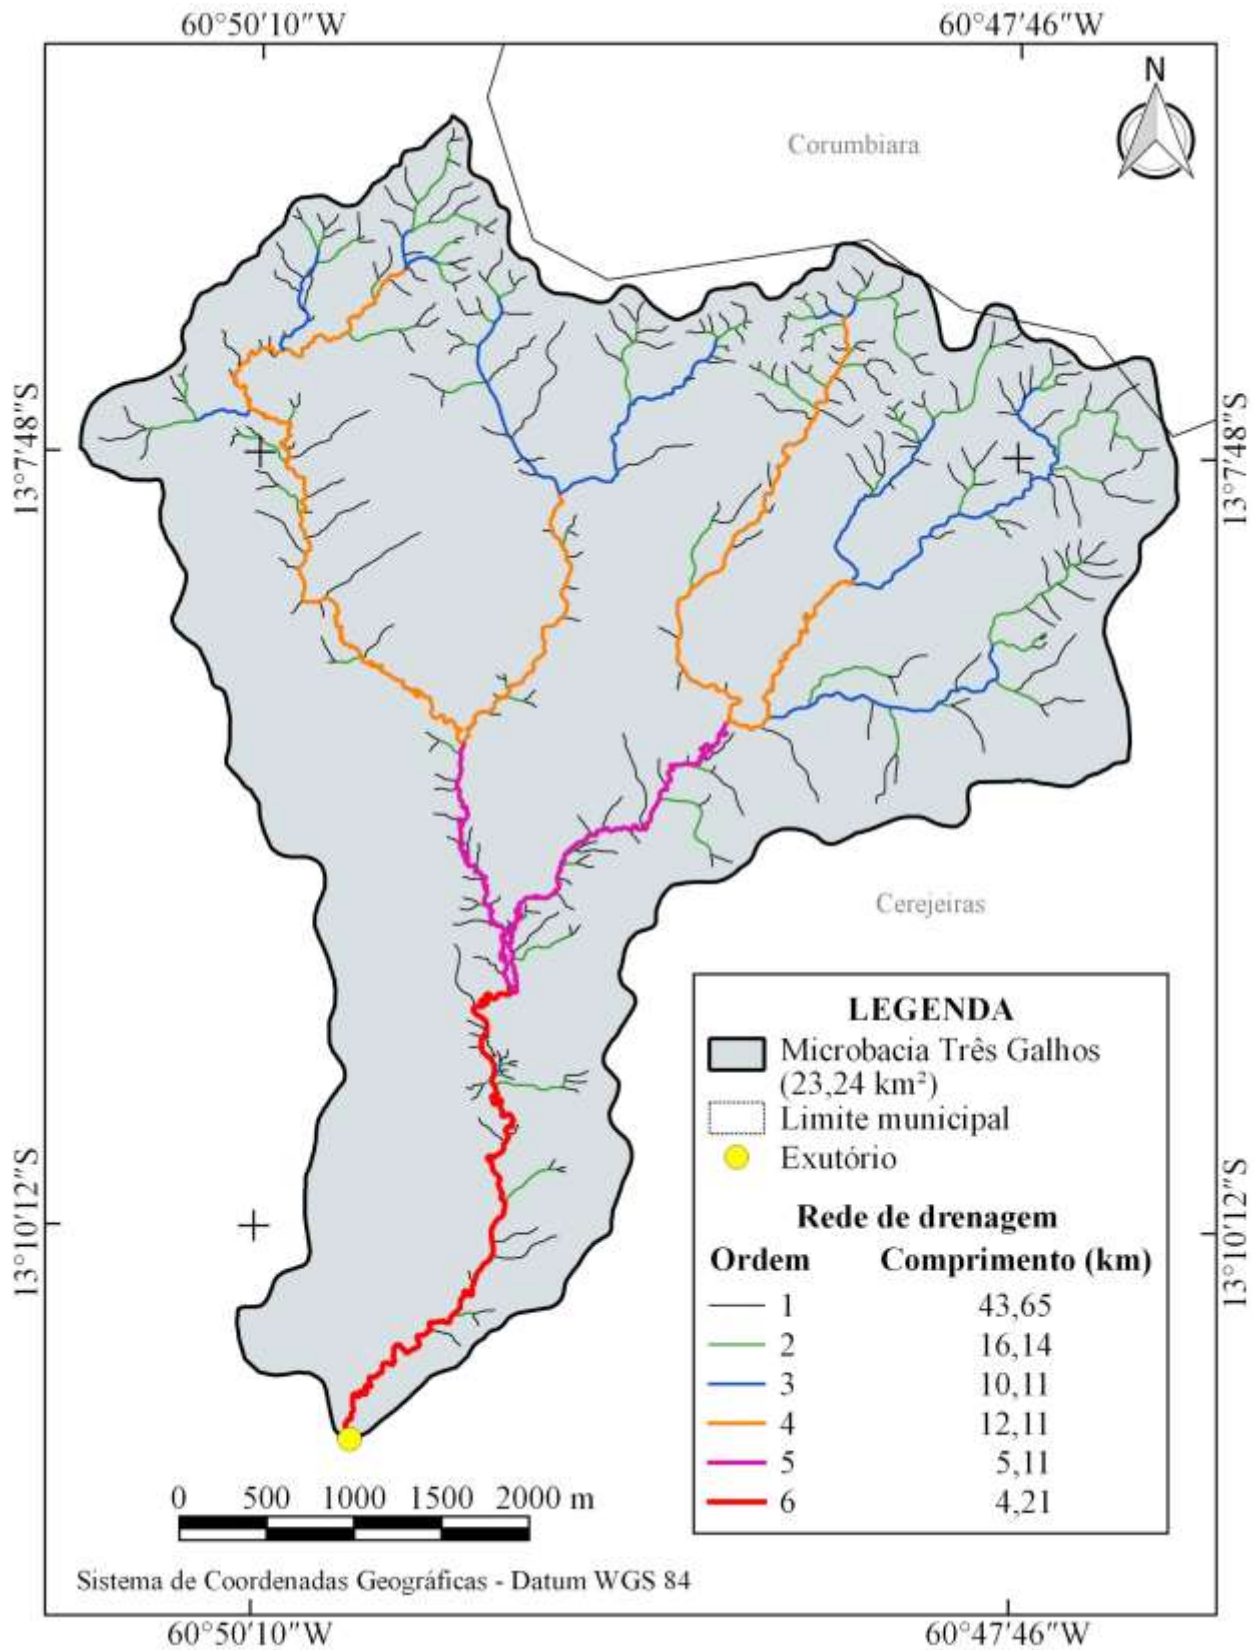 60°50'10"W 60°47'46"W
N
Corumbiara
13°7'48"S 13°7'48"S
Cerejeiras
LEGENDA
Microbacia Três Galhos
(23,24 km²)
Limite municipal
Exutório
Rede de drenagem
Ordem Comprimento (km)
1 43,65
2 16,14
3 10,11
4 12,11
5 5,11
6 4,21
13°10'12"S 13°10'12"S
0 500 1000 1500 2000 m
Sistema de Coordenadas Geográficas - Datum WGS 84
60°50'10"W 60°47'46"W